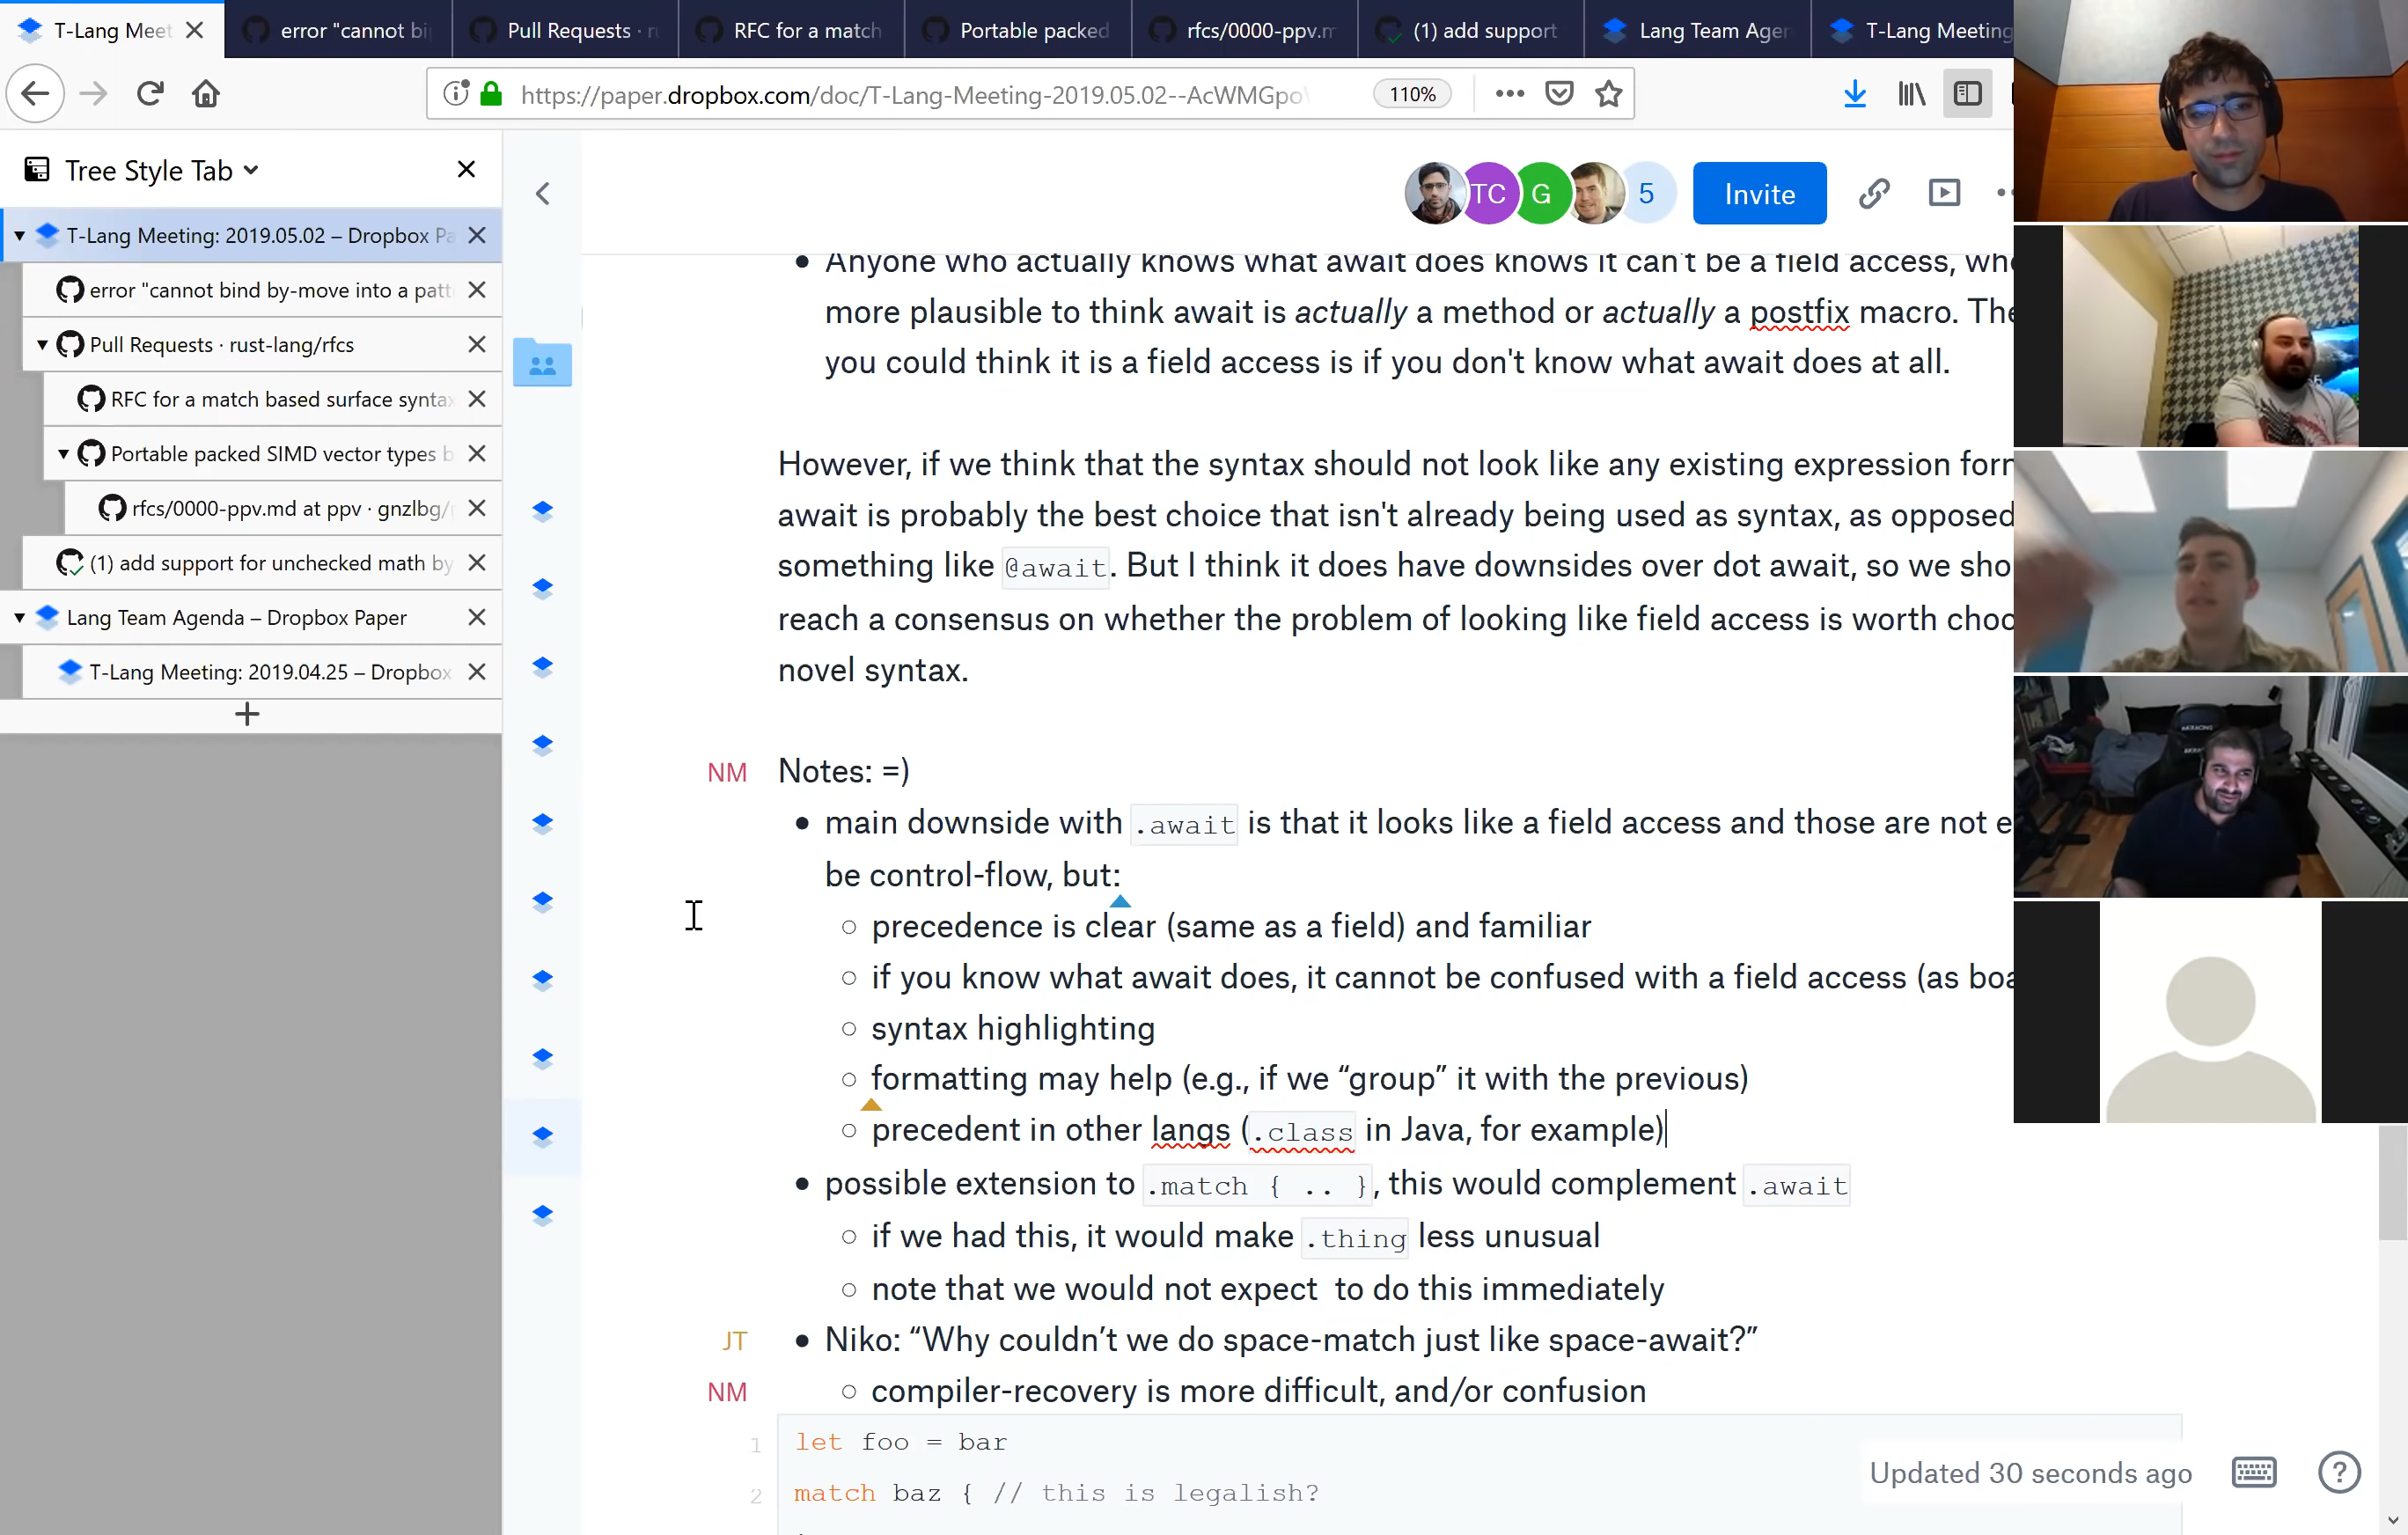 T-Lang Meet
error "cannot bi
Pull Requests · r
RFC for a match
Portable packed
rfcs/0000-ppv.m
(1) add support
Lang Team Agen
T-Lang Meeting
https://paper.dropbox.com/doc/T-Lang-Meeting-2019.05.02--AcWMGpo
110%
Tree Style Tab
T-Lang Meeting: 2019.05.02 – Dropbox Pa
error "cannot bind by-move into a patt
Pull Requests · rust-lang/rfcs
RFC for a match based surface syntax
Portable packed SIMD vector types b
rfcs/0000-ppv.md at ppv · gnzlbg/
(1) add support for unchecked math by
Lang Team Agenda – Dropbox Paper
T-Lang Meeting: 2019.04.25 – Dropbox
TC
G
5
Invite
Anyone who actually knows what await does knows it can't be a field access, whe
more plausible to think await is actually a method or actually a postfix macro. The
you could think it is a field access is if you don't know what await does at all.
However, if we think that the syntax should not look like any existing expression form
await is probably the best choice that isn't already being used as syntax, as opposed
something like @await. But I think it does have downsides over dot await, so we sho
reach a consensus on whether the problem of looking like field access is worth choo
novel syntax.
NM Notes: =)
main downside with .await is that it looks like a field access and those are not e
be control-flow, but:
precedence is clear (same as a field) and familiar
if you know what await does, it cannot be confused with a field access (as boa
syntax highlighting
formatting may help (e.g., if we “group” it with the previous)
precedent in other langs (.class in Java, for example)
possible extension to .match { .. }, this would complement .await
if we had this, it would make .thing less unusual
note that we would not expect to do this immediately
JT Niko: “Why couldn’t we do space-match just like space-await?”
NM compiler-recovery is more difficult, and/or confusion
1 let foo = bar
2 match baz { // this is legalish?
Updated 30 seconds ago